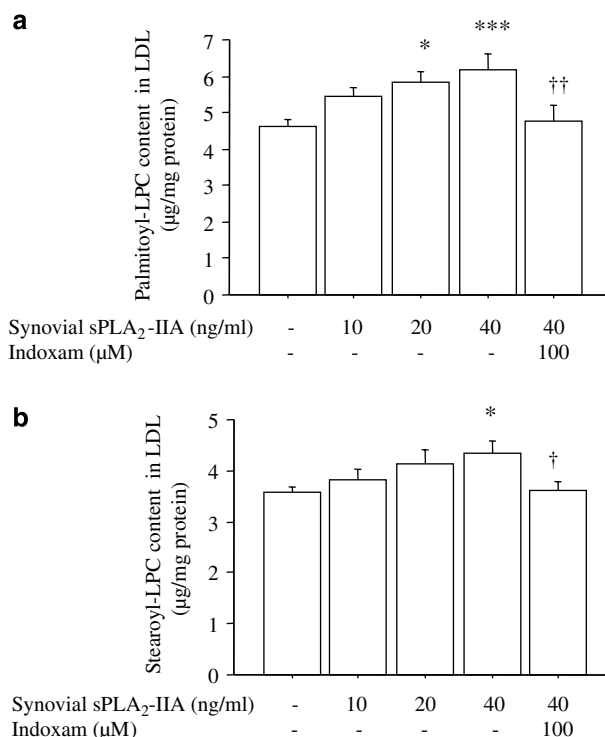 a
Palmitoyl-LPC content in LDL
(µg/mg protein)
7
6
5
4
3
2
1
0
*
***
††
Synovial sPLA₂-IIA (ng/ml) - 10 20 40 40
Indoxam (µM) - - - - 100
b
Stearoyl-LPC content in LDL
(µg/mg protein)
5
4
3
2
1
0
*
†
Synovial sPLA₂-IIA (ng/ml) - 10 20 40 40
Indoxam (µM) - - - - 100